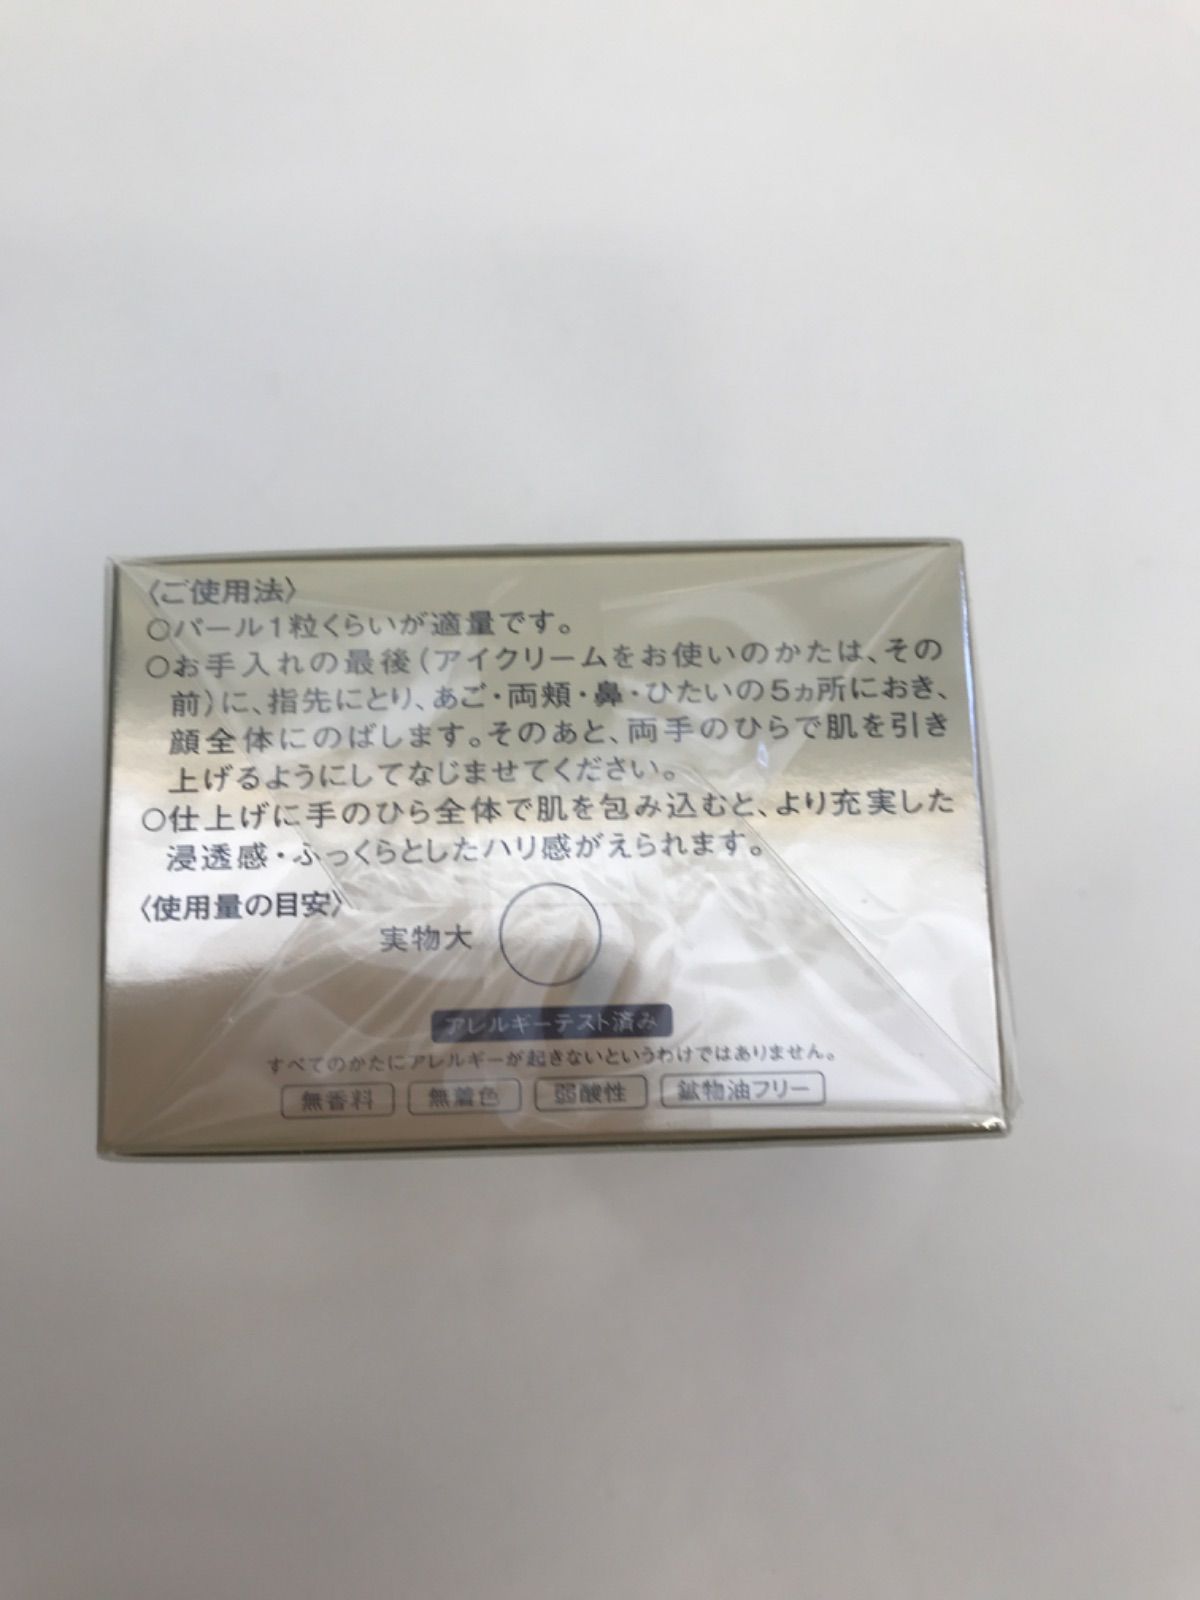 〈ご使用法〉
○パール1粒くらいが適量です。
○お手入れの最後(アイクリームをお使いのかたは、その
前)に、指先にとり、あご・両頬・鼻・ひたいの5ヵ所におき、
顔全体にのばします。そのあと、両手のひらで肌を引き
上げるようにしてなじませてください。
○仕上げに手のひら全体で肌を包み込むと、より充実した
浸透感・ふっくらとしたハリ感がえられます。
〈使用量の目安〉
実物大
アレルギーテスト済み
すべてのかたにアレルギーが起きないというわけではありません。
無香料 無着色 弱酸性 鉱物油フリー